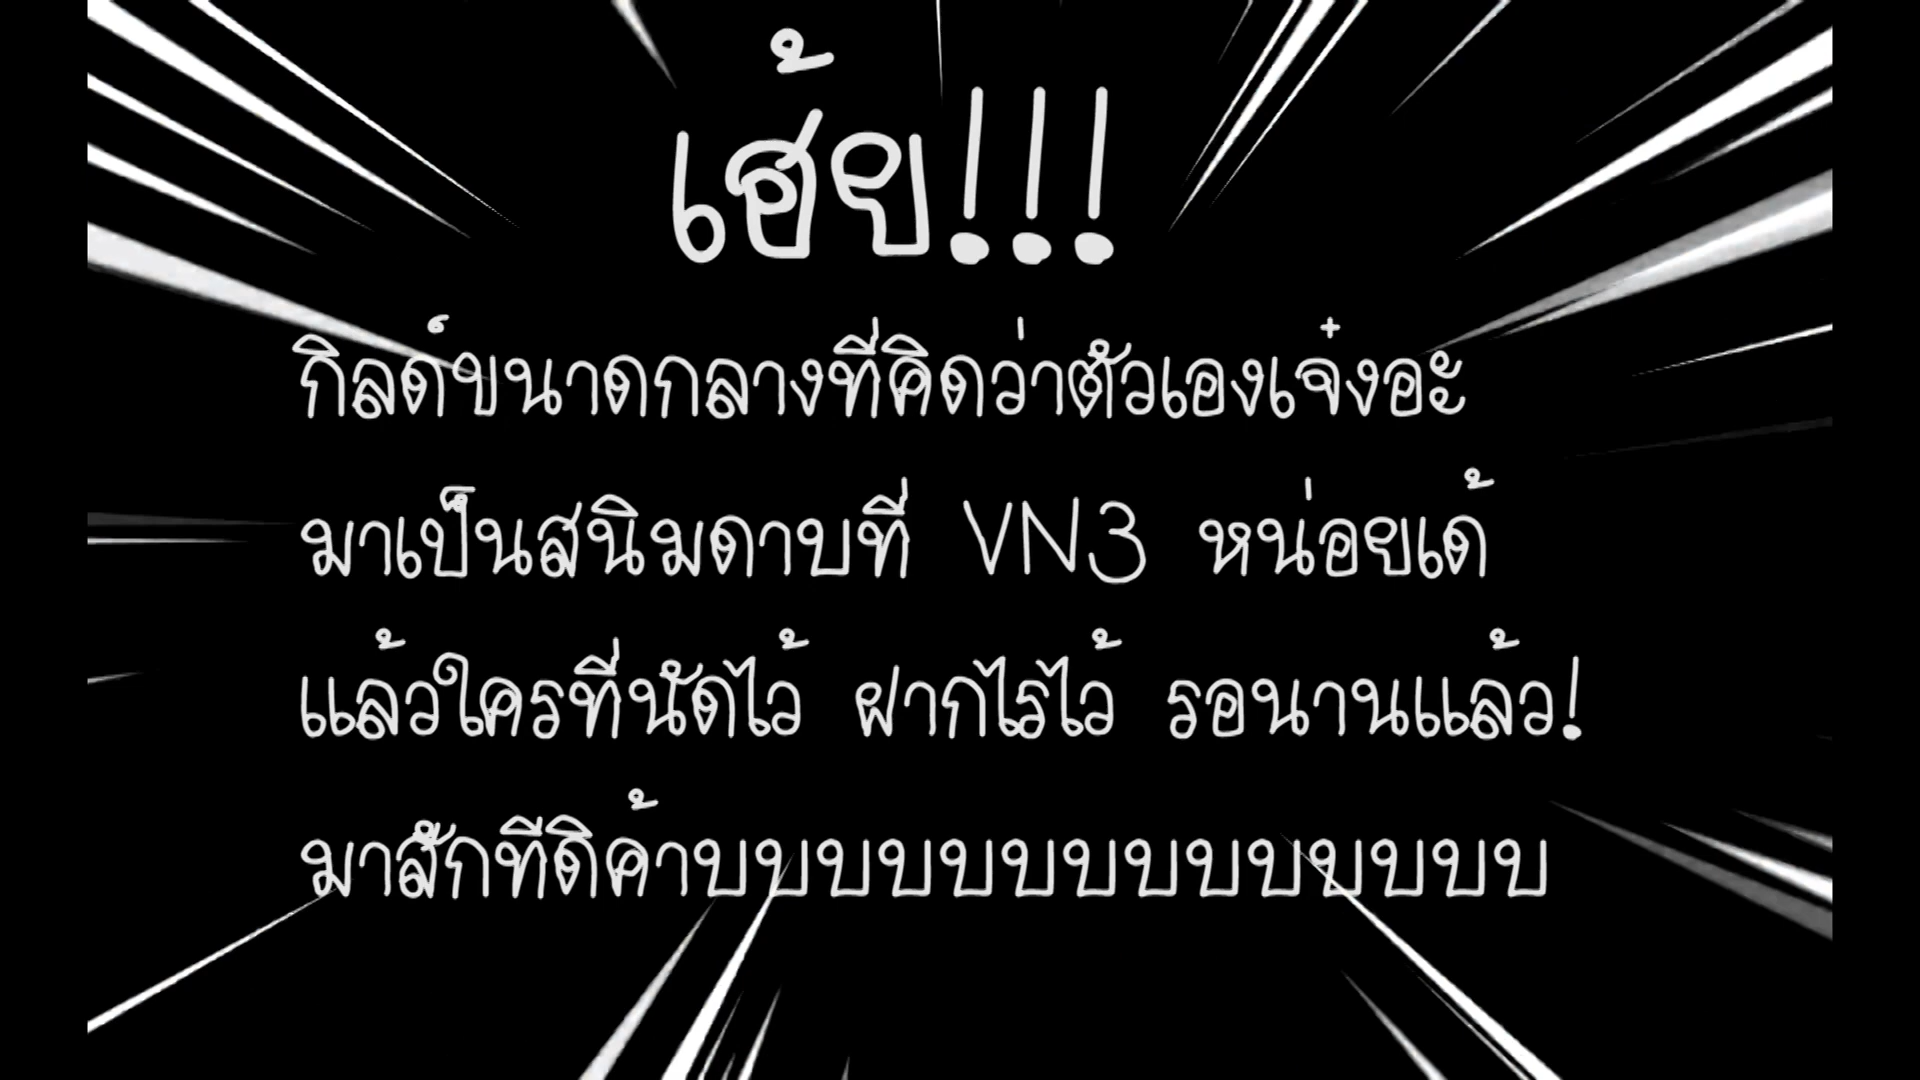 เฮ้ย!!!
กิลด์ขนาดกลางที่คิดว่าตัวเองเจ๋งอะ
มาเป็นสนิมดาบที่ VN3 หน่อยเด้
แล้วใครที่นัดไว้ ฝากไรไว้ รอนานแล้ว!
มาสักทีดิค้าบบบบบบบบบบบบบบ